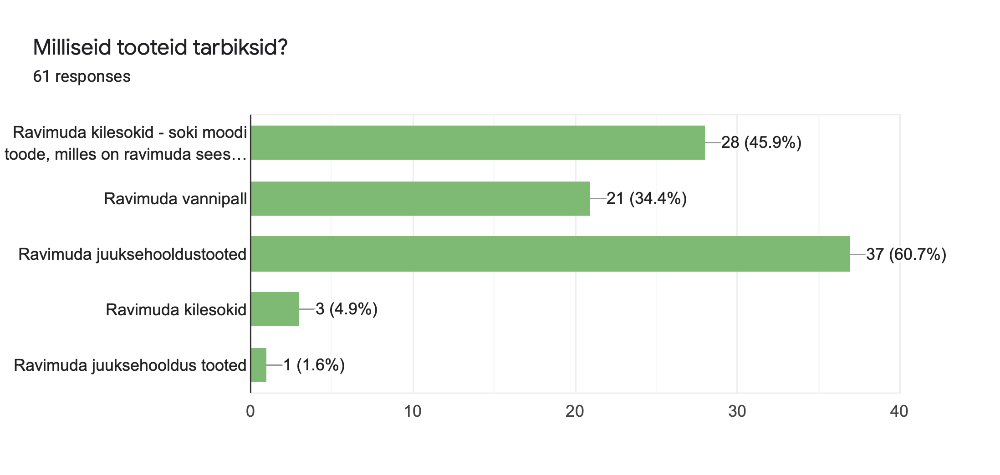 Milliseid tooteid tarbiksid?
61 responses
Ravimuda kilesokid - soki moodi
toode, milles on ravimuda sees…
28 (45.9%)
Ravimuda vannipall
21 (34.4%)
Ravimuda juuksehooldustooted
37 (60.7%)
Ravimuda kilesokid
3 (4.9%)
Ravimuda juuksehooldus tooted
1 (1.6%)
0 10 20 30 40